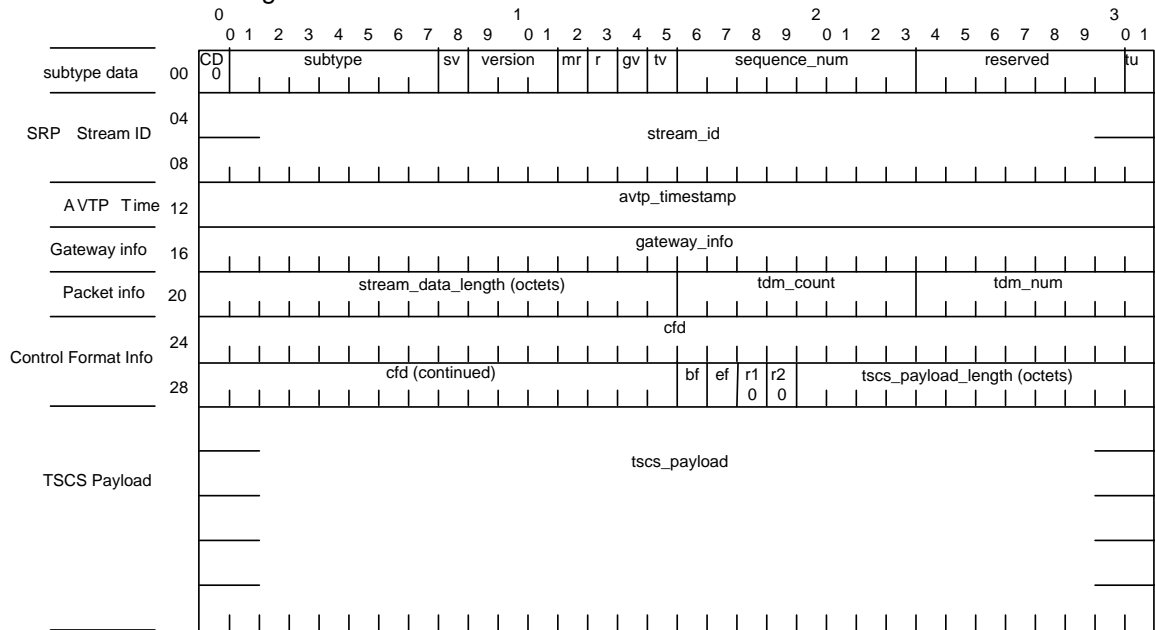 0 1 2 3
0 1 2 3 4 5 6 7 8 9 0 1 2 3 4 5 6 7 8 9 0 1 2 3 4 5 6 7 8 9 0 1
subtype data 00 CD subtype sv version mr r gv tv sequence_num reserved tu
0
04
SRP Stream ID stream_id
08
AVTP Time 12 avtp_timestamp
Gateway info 16 gateway_info
Packet info 20 stream_data_length (octets) tdm_count tdm_num
24 cfd
Control Format Info
28 cfd (continued) bf ef r1 r2 tscs_payload_length (octets)
0 0
TSCS Payload tscs_payload